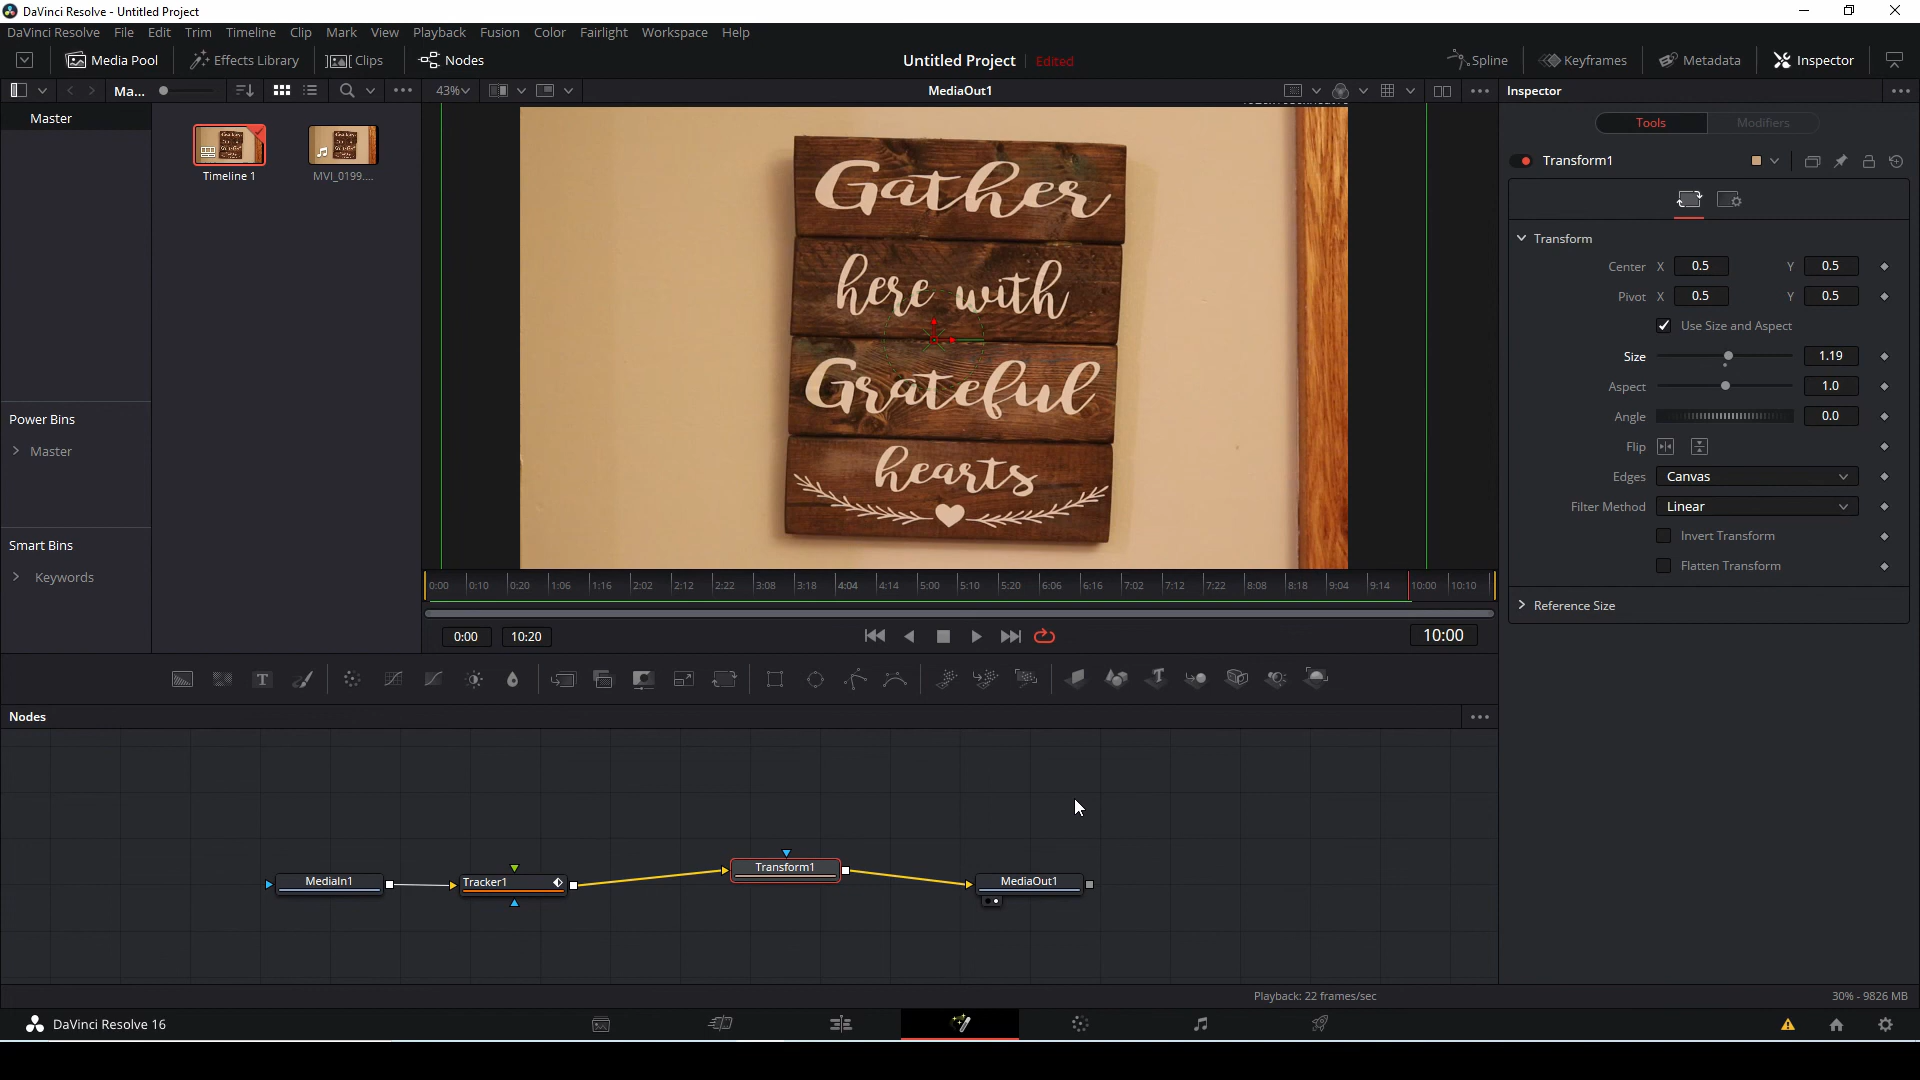 DaVinci Resolve - Untitled Project
DaVinci Resolve File Edit Trim Timeline Clip Mark View Playback Fusion Color Fairlight Workspace Help
Media Pool Effects Library Clips Nodes Untitled Project Edited Spline Keyframes Metadata Inspector
Ma... 43% MediaOut1 Inspector
Master
Timeline 1 MVI_0199....
Power Bins
Master
Smart Bins
Keywords
Gather
here with
Grateful
hearts
0:00 0:10 0:20 1:06 1:16 2:02 2:12 2:22 3:08 3:18 4:04 4:14 5:00 5:10 5:20 6:06 6:16 7:02 7:12 7:22 8:08 8:18 9:04 9:14 10:00 10:10
0:00 10:20 10:00
Tools Modifiers
Transform1
Transform
Center X 0.5 Y 0.5
Pivot X 0.5 Y 0.5
Use Size and Aspect
Size 1.19
Aspect 1.0
Angle 0.0
Flip
Edges Canvas
Filter Method Linear
Invert Transform
Flatten Transform
Reference Size
Nodes
MediaIn1 Tracker1 Transform1 MediaOut1
Playback: 22 frames/sec 30% - 9826 MB
DaVinci Resolve 16